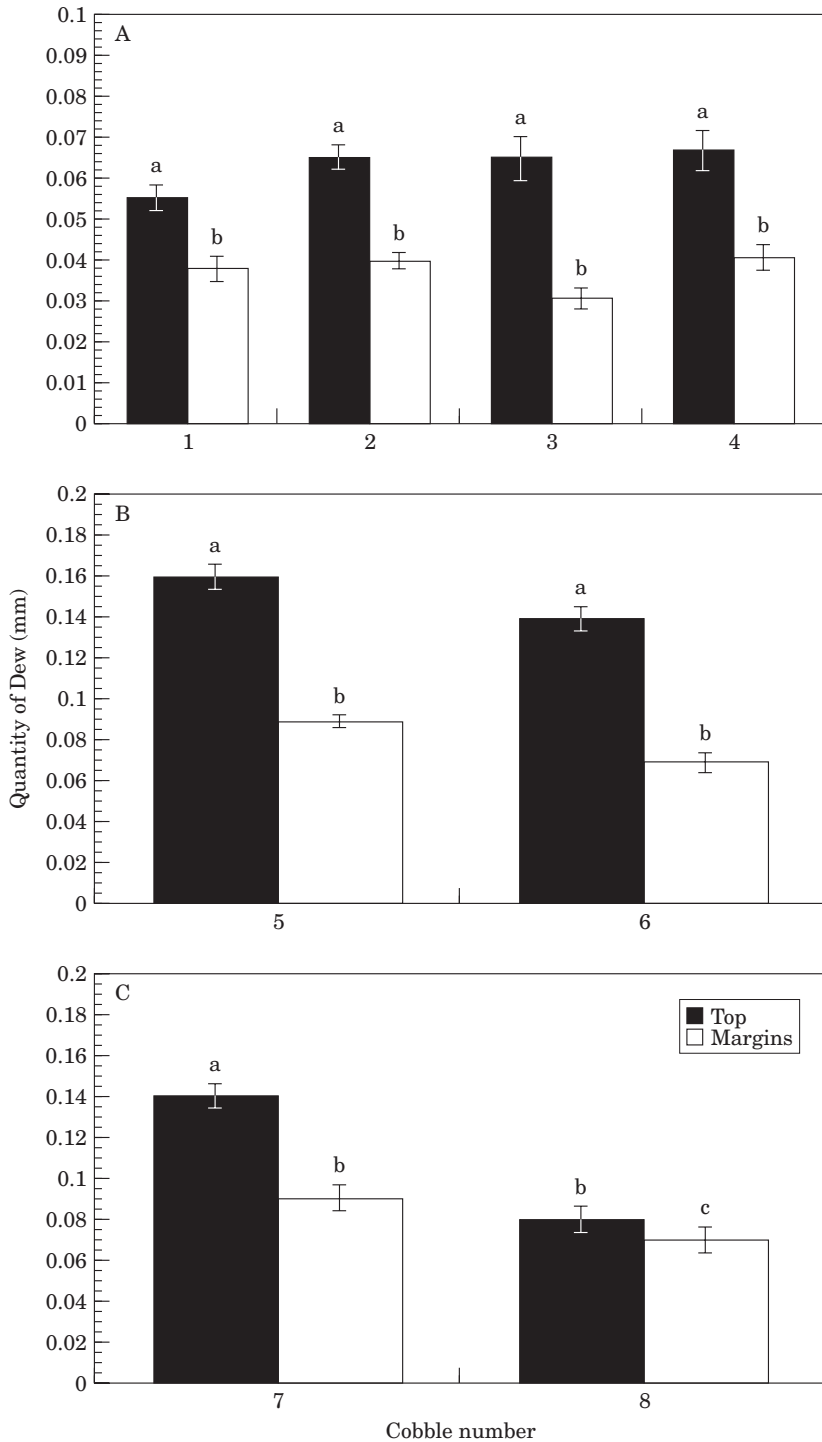 0.1
A
0.09
0.08
0.07
0.06
0.05
0.04
0.03
0.02
0.01
0
a
b
a
b
a
b
a
b
1
2
3
4
Quantity of Dew (mm)
0.2
B
0.18
0.16
0.14
0.12
0.1
0.08
0.06
0.04
0.02
0
a
b
a
b
5
6
0.2
C
0.18
0.16
0.14
0.12
0.1
0.08
0.06
0.04
0.02
0
Top
Margins
a
b
b
c
7
8
Cobble number